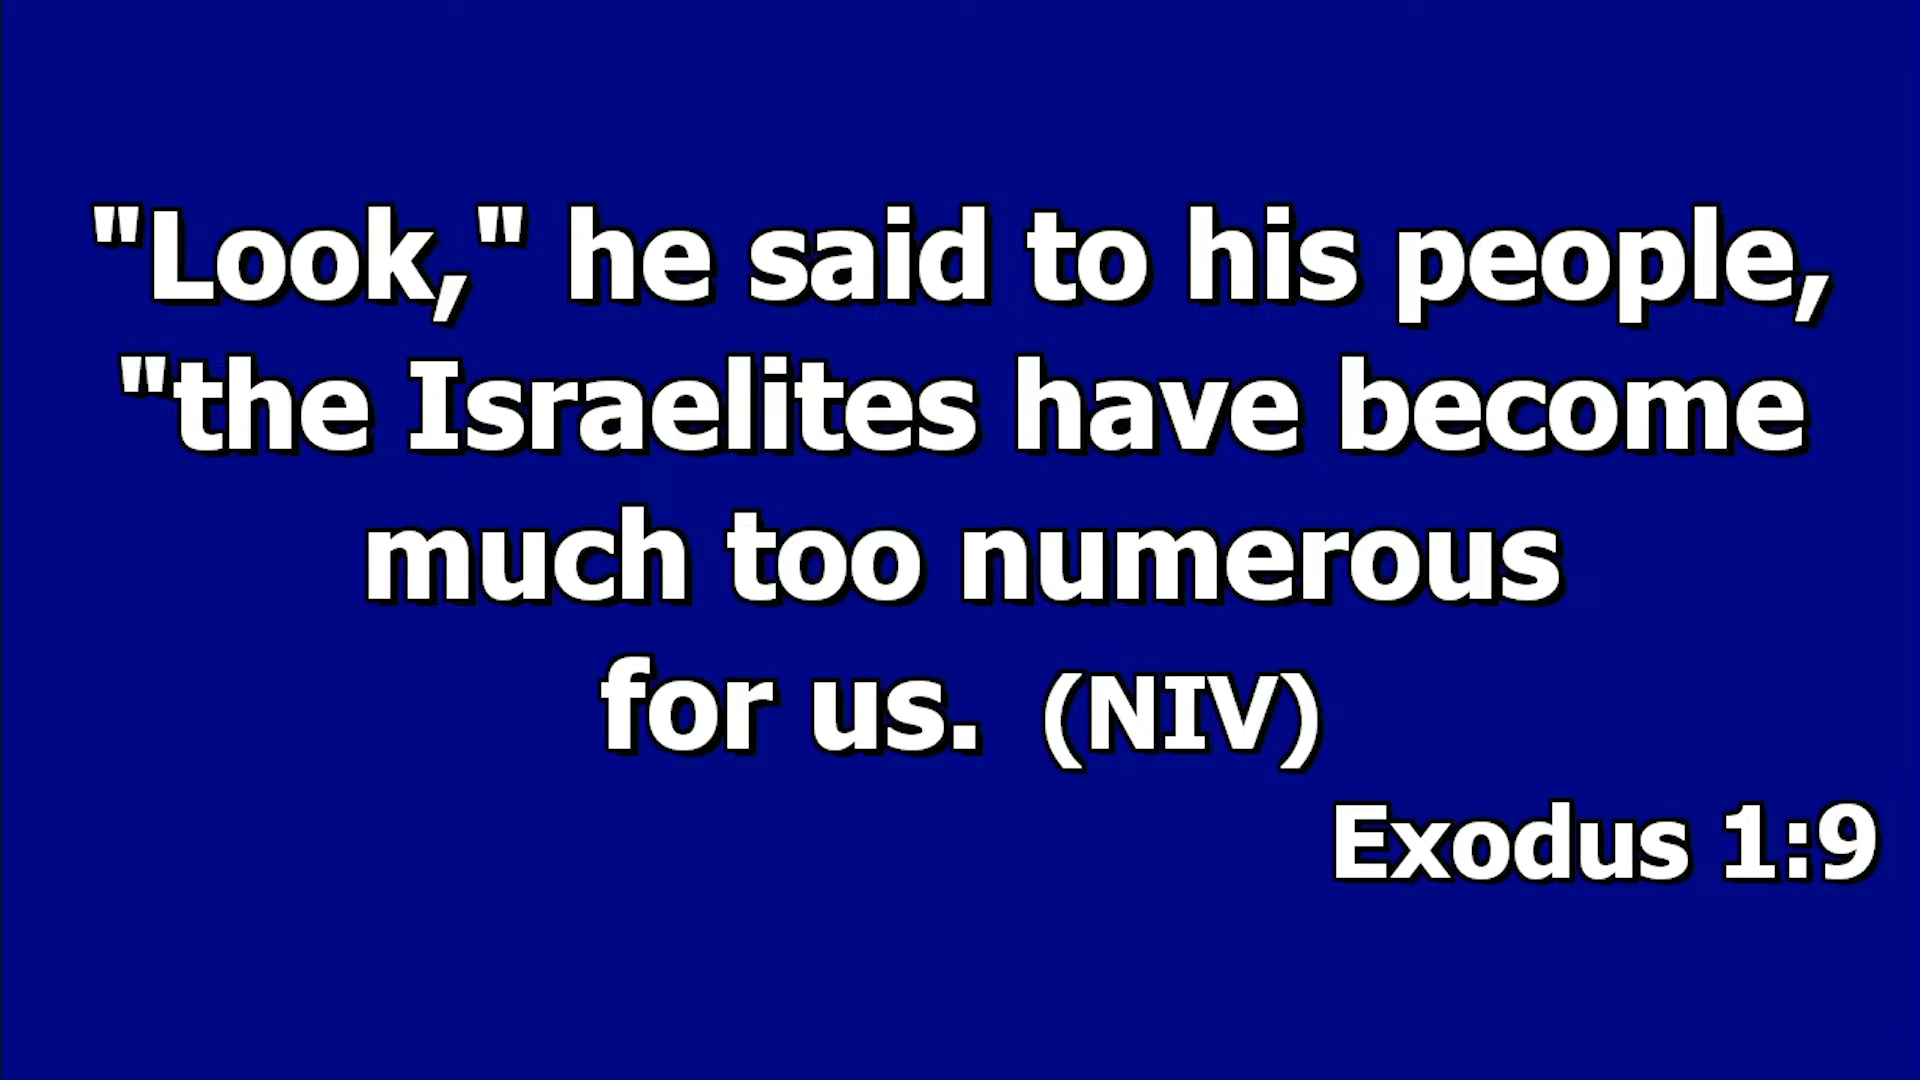 "Look," he said to his people,
"the Israelites have become
much too numerous
for us. (NIV)
Exodus 1:9